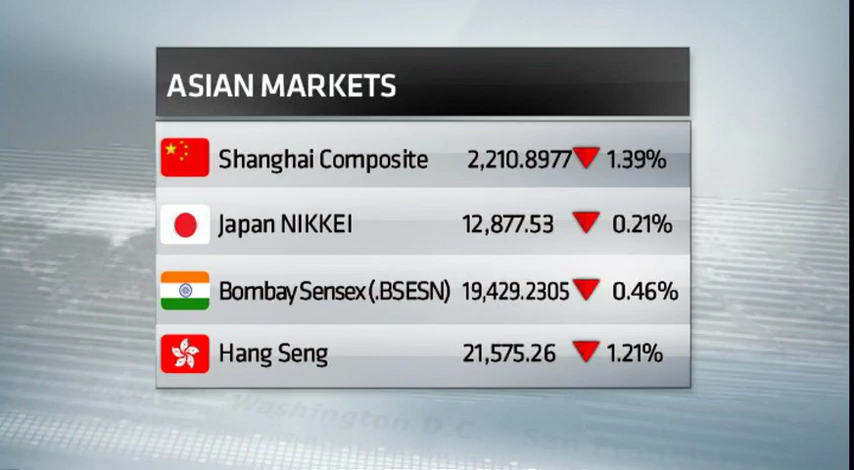 ASIAN MARKETS
Shanghai Composite 2,210.8977 1.39%
Japan NIKKEI 12,877.53 0.21%
Bombay Sensex (.BSESN) 19,429.2305 0.46%
Hang Seng 21,575.26 1.21%
Washington D.C.